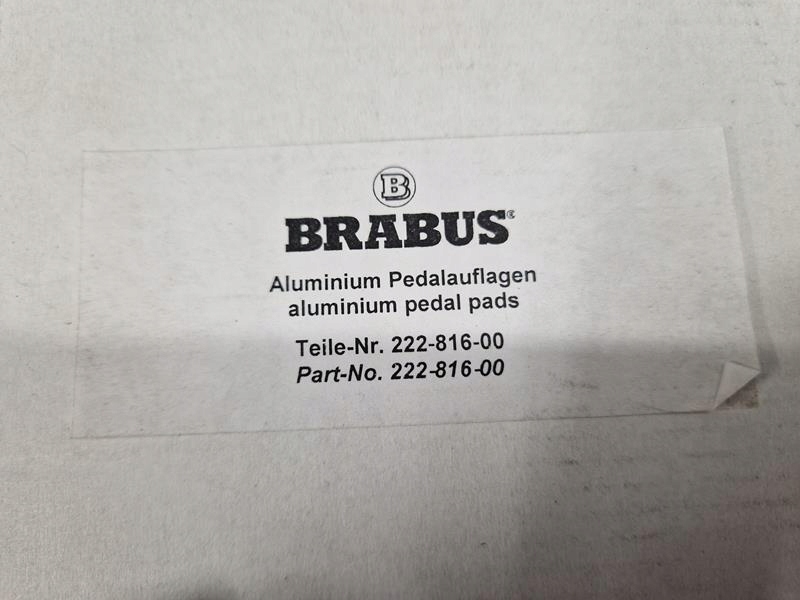 B
BRABUS
Aluminium Pedalauflagen
aluminium pedal pads
Teile-Nr. 222-816-00
Part-No. 222-816-00